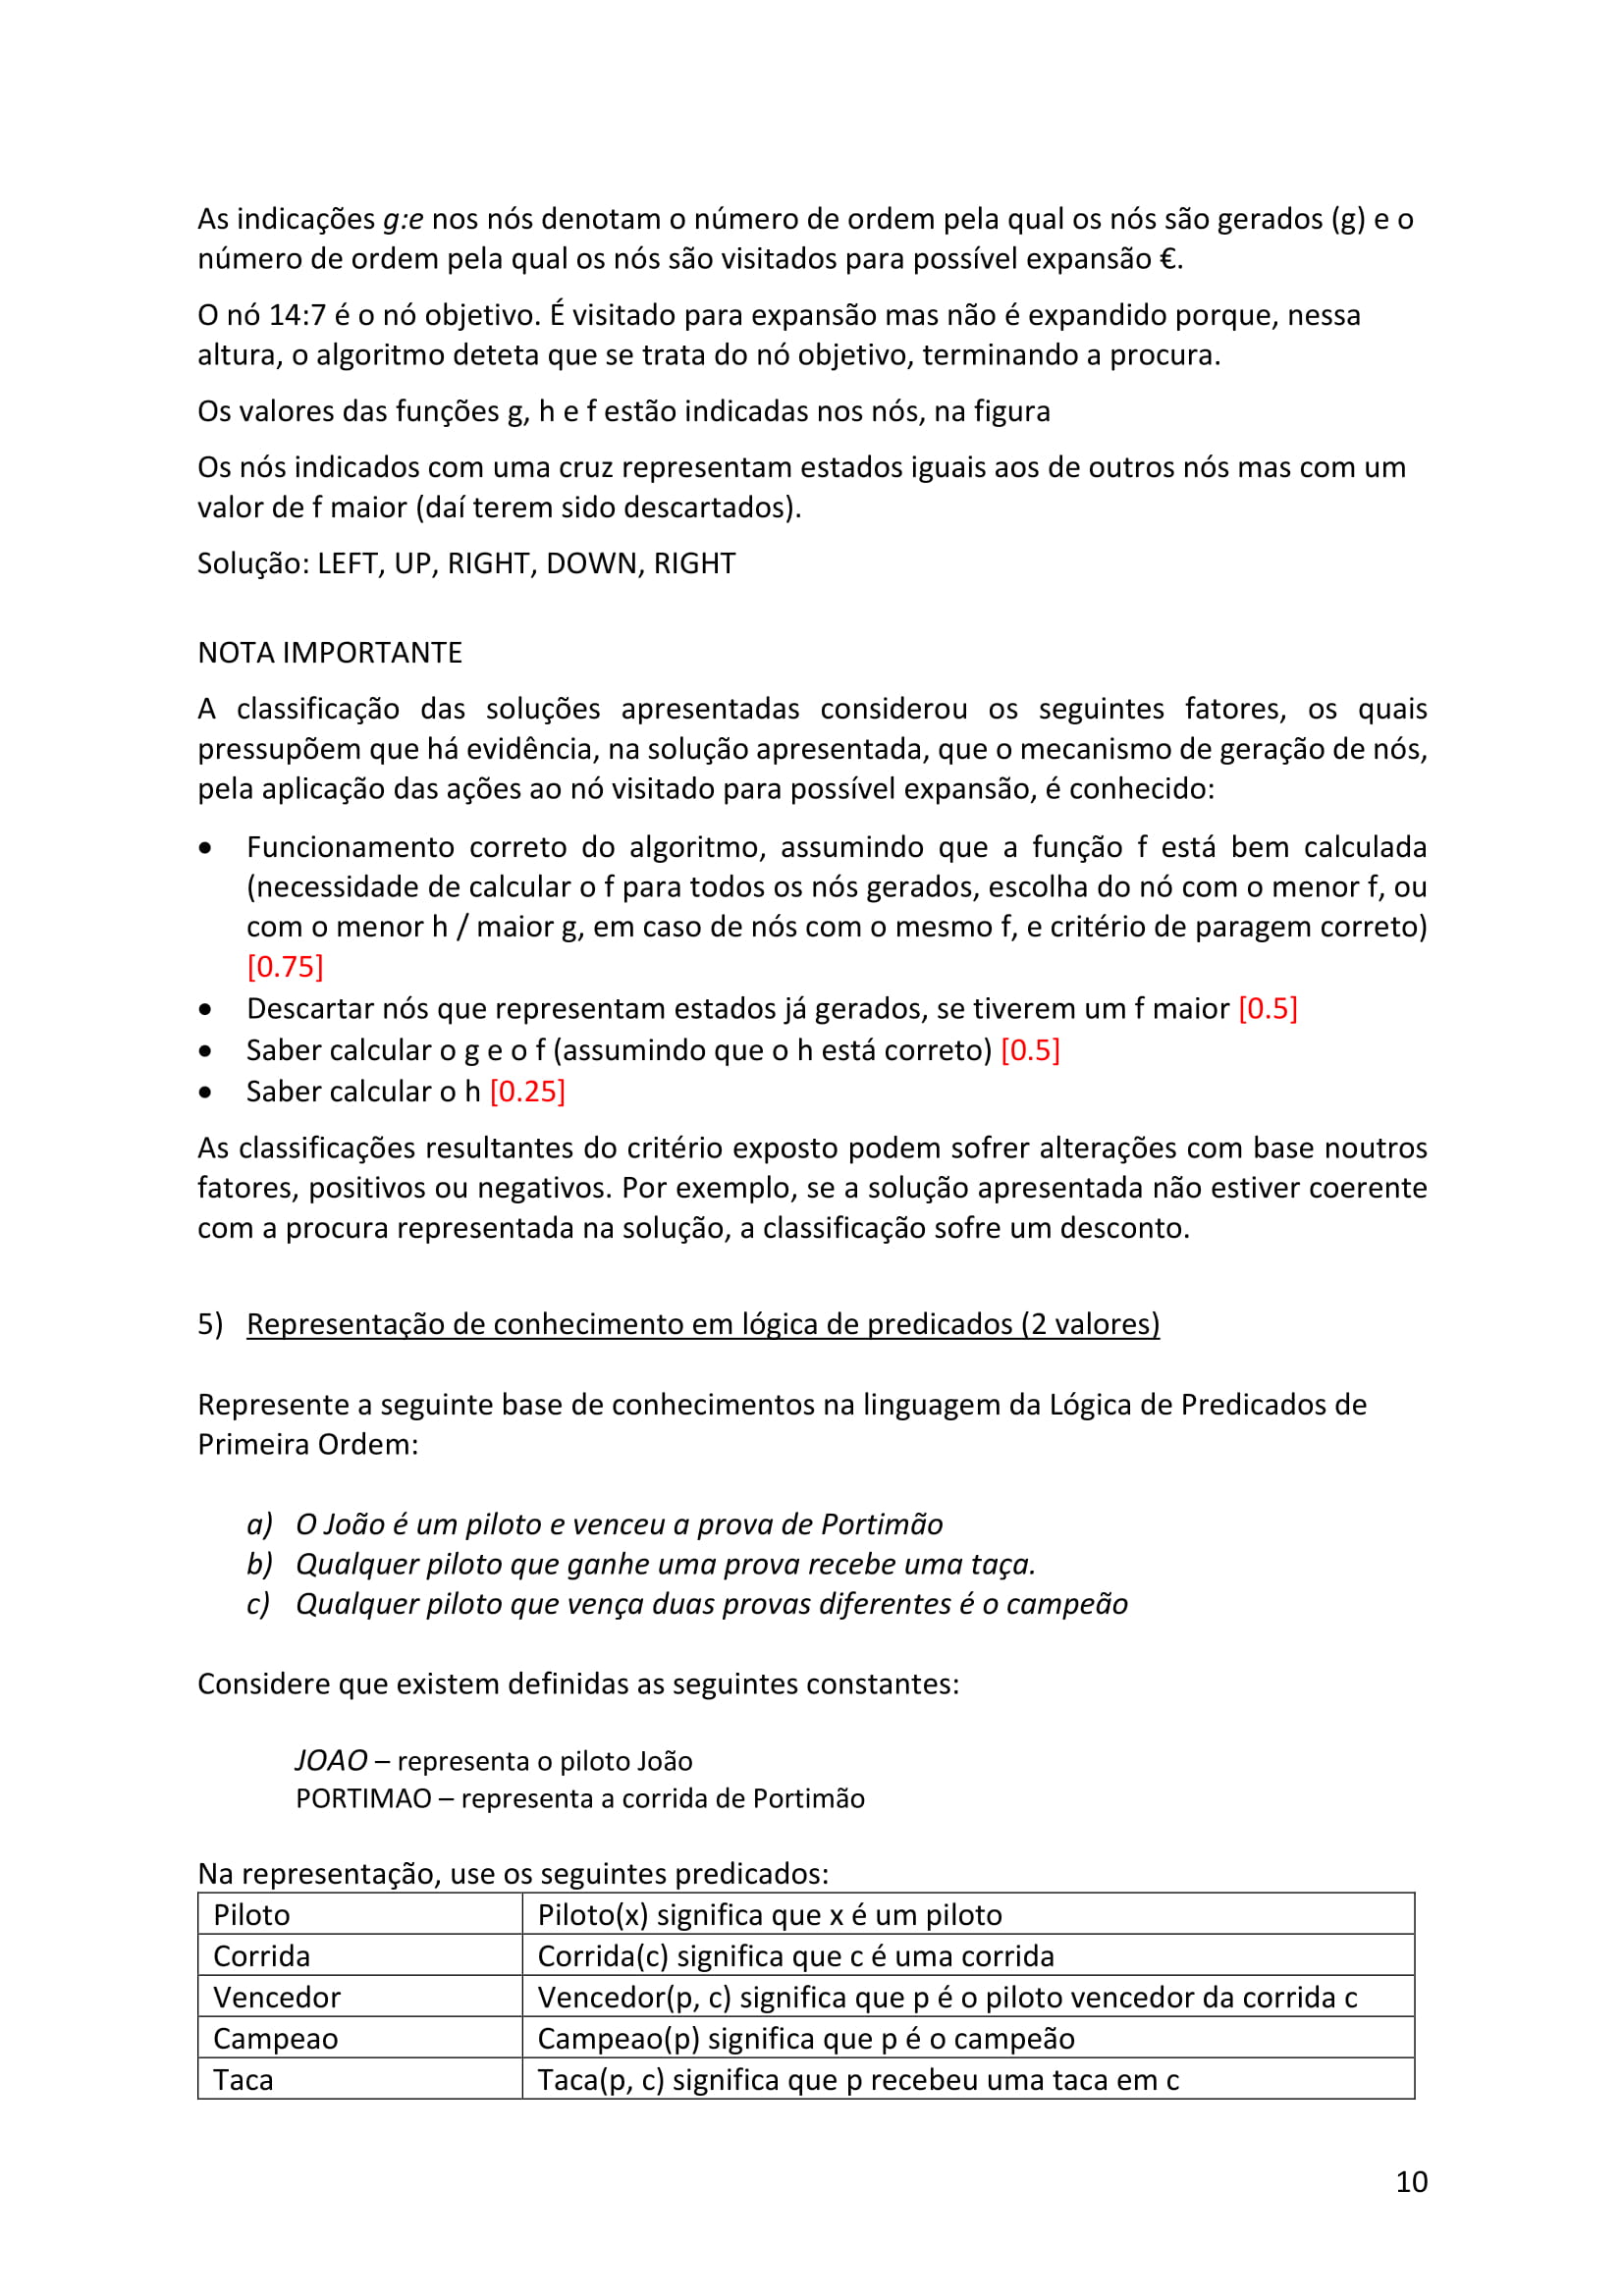 As indicações g:e nos nós denotam o número de ordem pela qual os nós são gerados (g) e o
número de ordem pela qual os nós são visitados para possível expansão €.
O nó 14:7 é o nó objetivo. É visitado para expansão mas não é expandido porque, nessa
altura, o algoritmo deteta que se trata do nó objetivo, terminando a procura.
Os valores das funções g, h e f estão indicadas nos nós, na figura
Os nós indicados com uma cruz representam estados iguais aos de outros nós mas com um
valor de f maior (daí terem sido descartados).
Solução: LEFT, UP, RIGHT, DOWN, RIGHT
NOTA IMPORTANTE
A classificação das soluções apresentadas considerou os seguintes fatores, os quais
pressupõem que há evidência, na solução apresentada, que o mecanismo de geração de nós,
pela aplicação das ações ao nó visitado para possível expansão, é conhecido:
• Funcionamento correto do algoritmo, assumindo que a função f está bem calculada
(necessidade de calcular o f para todos os nós gerados, escolha do nó com o menor f, ou
com o menor h / maior g, em caso de nós com o mesmo f, e critério de paragem correto)
[0.75]
• Descartar nós que representam estados já gerados, se tiverem um f maior [0.5]
• Saber calcular o g e o f (assumindo que o h está correto) [0.5]
• Saber calcular o h [0.25]
As classificações resultantes do critério exposto podem sofrer alterações com base noutros
fatores, positivos ou negativos. Por exemplo, se a solução apresentada não estiver coerente
com a procura representada na solução, a classificação sofre um desconto.
5) Representação de conhecimento em lógica de predicados (2 valores)
Represente a seguinte base de conhecimentos na linguagem da Lógica de Predicados de
Primeira Ordem:
a) O João é um piloto e venceu a prova de Portimão
b) Qualquer piloto que ganhe uma prova recebe uma taça.
c) Qualquer piloto que vença duas provas diferentes é o campeão
Considere que existem definidas as seguintes constantes:
JOAO – representa o piloto João
PORTIMAO – representa a corrida de Portimão
Na representação, use os seguintes predicados:
Piloto Piloto(x) significa que x é um piloto
Corrida Corrida(c) significa que c é uma corrida
Vencedor Vencedor(p, c) significa que p é o piloto vencedor da corrida c
Campeao Campeao(p) significa que p é o campeão
Taca Taca(p, c) significa que p recebeu uma taca em c
10